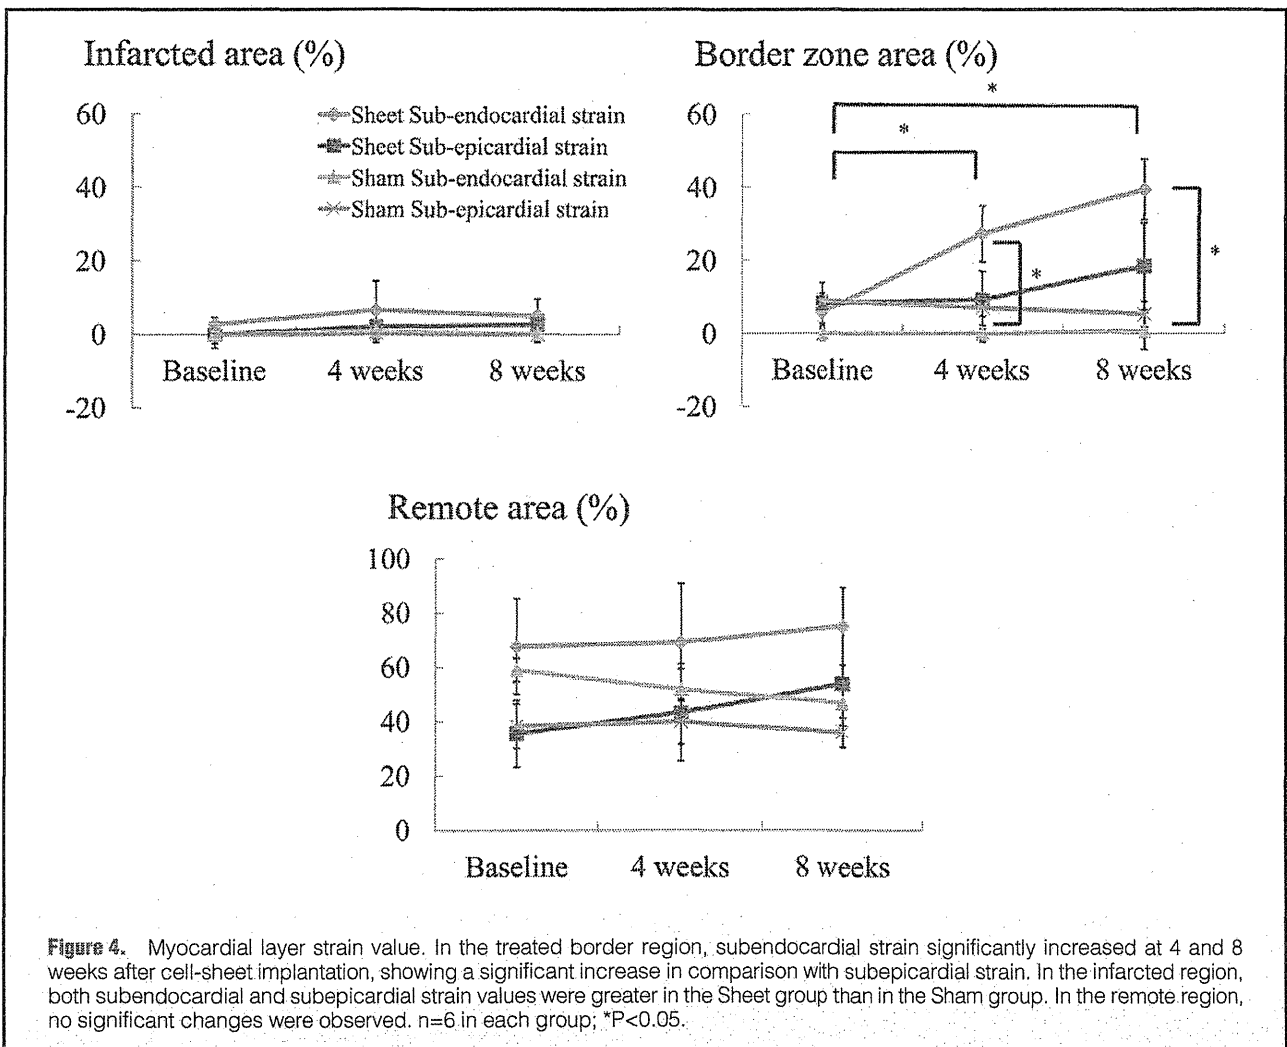 Infarcted area (%)
60
40
20
0
-20
Sheet Sub-endocardial strain
Sheet Sub-epicardial strain
Sham Sub-endocardial strain
Sham Sub-epicardial strain
Baseline 4 weeks 8 weeks
Border zone area (%)
60
40
20
0
-20
*
*
*
*
Baseline 4 weeks 8 weeks
Remote area (%)
100
80
60
40
20
0
Baseline 4 weeks 8 weeks
Figure 4. Myocardial layer strain value. In the treated border region, subendocardial strain significantly increased at 4 and 8
weeks after cell-sheet implantation, showing a significant increase in comparison with subepicardial strain. In the infarcted region,
both subendocardial and subepicardial strain values were greater in the Sheet group than in the Sham group. In the remote region,
no significant changes were observed. n=6 in each group; *P<0.05.